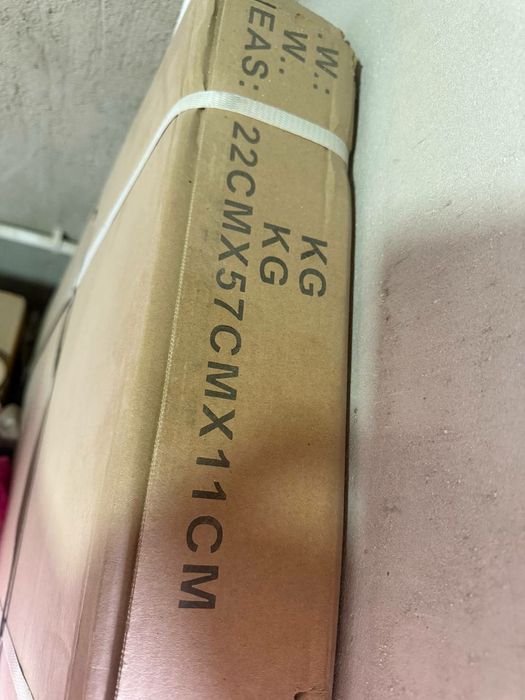 .W.: KG
W.: KG
EAS: 22CMX57CMX11CM